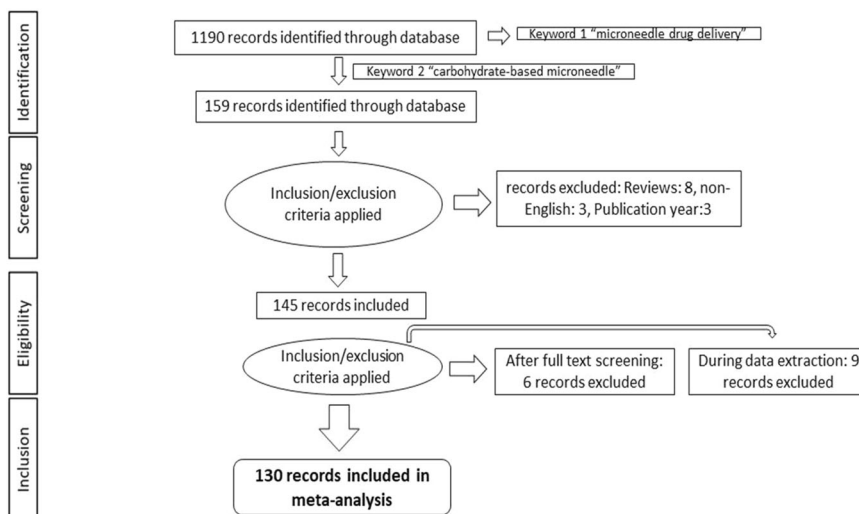 Identification
1190 records identified through database
Keyword 1 “microneedle drug delivery”
Keyword 2 “carbohydrate-based microneedle”
159 records identified through database
Screening
Inclusion/exclusion
criteria applied
records excluded: Reviews: 8, non-
English: 3, Publication year:3
Eligibility
145 records included
Inclusion/exclusion
criteria applied
After full text screening:
6 records excluded
During data extraction: 9
records excluded
Inclusion
130 records included in
meta-analysis